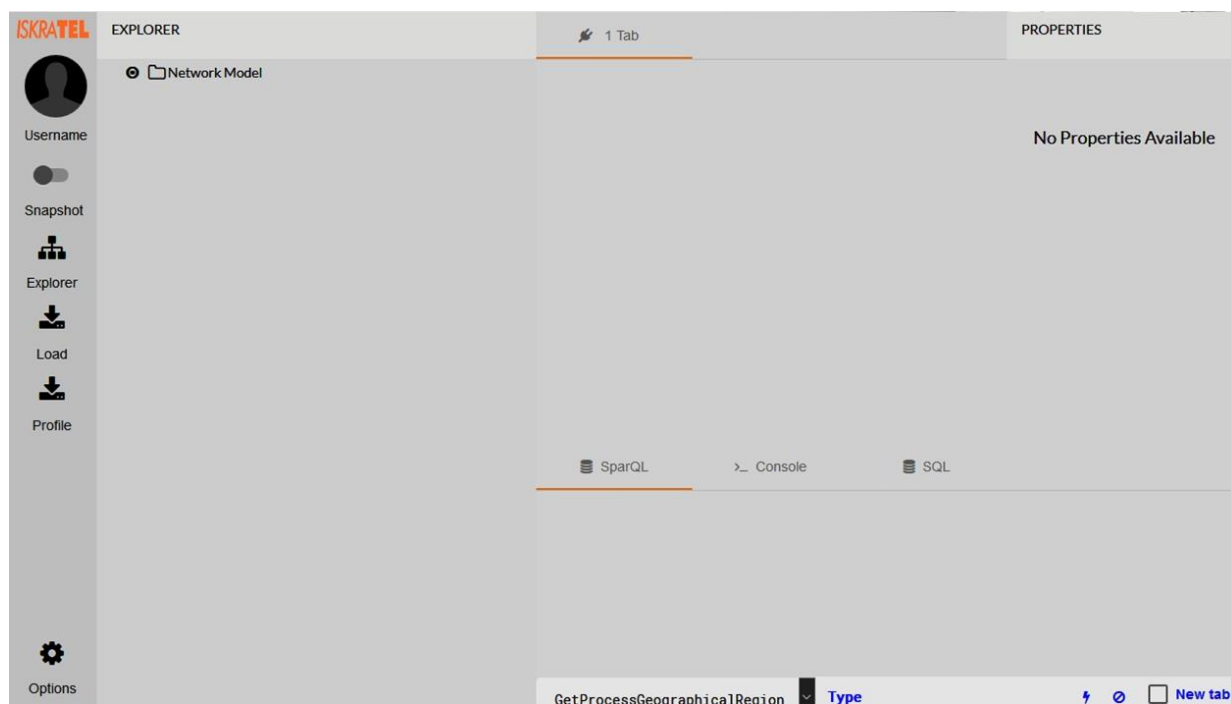 ISKRATEL
EXPLORER
1 Tab
PROPERTIES
Network Model
Username
No Properties Available
Snapshot
Explorer
Load
Profile
SparQL
>_ Console
SQL
Options
GetProcessGeographicalRegion
Type
New tab